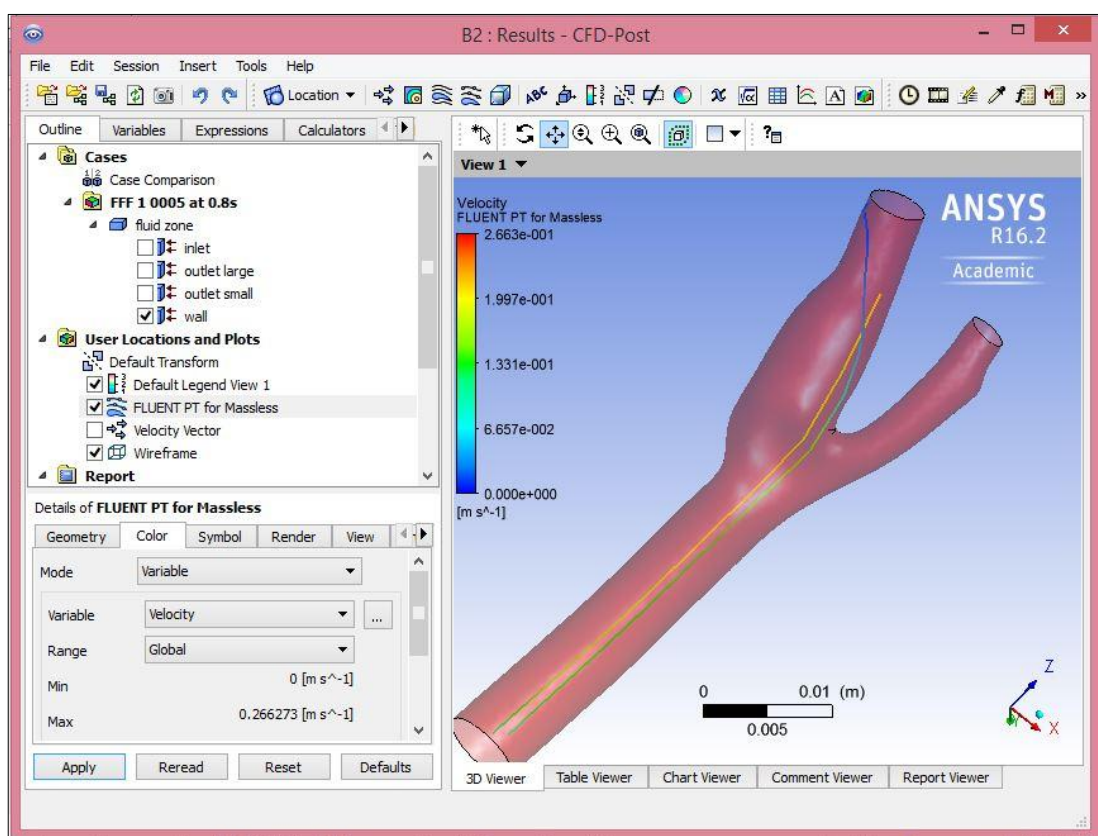 B2 : Results - CFD-Post
File Edit Session Insert Tools Help
Location
Outline Variables Expressions Calculators
Cases
Case Comparison
FFF 1 0005 at 0.8s
fluid zone
inlet
outlet large
outlet small
wall
User Locations and Plots
Default Transform
Default Legend View 1
FLUENT PT for Massless
Velocity Vector
Wireframe
Report
Details of FLUENT PT for Massless
Geometry Color Symbol Render View
Mode Variable
Variable Velocity ...
Range Global
Min 0 [m s^-1]
Max 0.266273 [m s^-1]
Apply Reread Reset Defaults
View 1
Velocity
FLUENT PT for Massless
2.663e-001
1.997e-001
1.331e-001
6.657e-002
0.000e+000
[m s^-1]
ANSYS
R16.2
Academic
0 0.01 (m)
0.005
Z
Y
X
3D Viewer Table Viewer Chart Viewer Comment Viewer Report Viewer